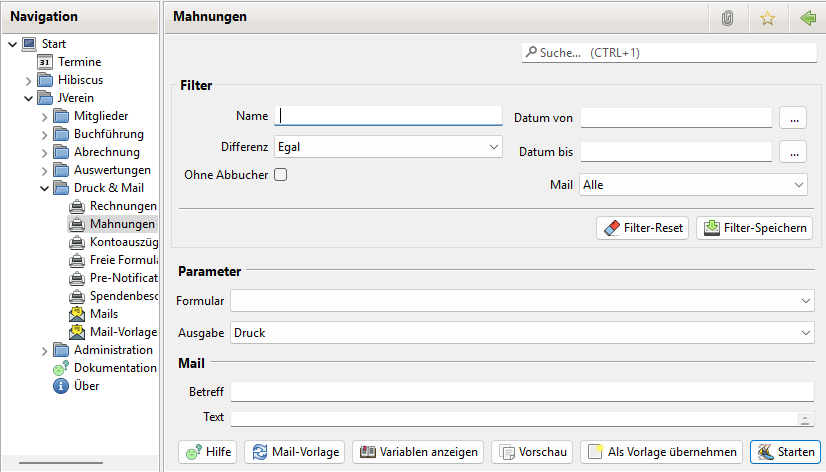 Navigation
Start
31 Termine
Hibiscus
JVerein
Mitglieder
Buchführung
Abrechnung
Auswertungen
Druck & Mail
Rechnungen
Mahnungen
Kontoauszüg
Freie Formula
Pre-Notificat
Spendenbesc
Mails
Mail-Vorlage
Administration
Dokumentation
Über
Mahnungen
Suche... (CTRL+1)
Filter
Name
Datum von ...
Differenz Egal
Datum bis ...
Ohne Abbucher
Mail Alle
Filter-Reset Filter-Speichern
Parameter
Formular
Ausgabe Druck
Mail
Betreff
Text
Hilfe Mail-Vorlage Variablen anzeigen Vorschau Als Vorlage übernehmen Starten